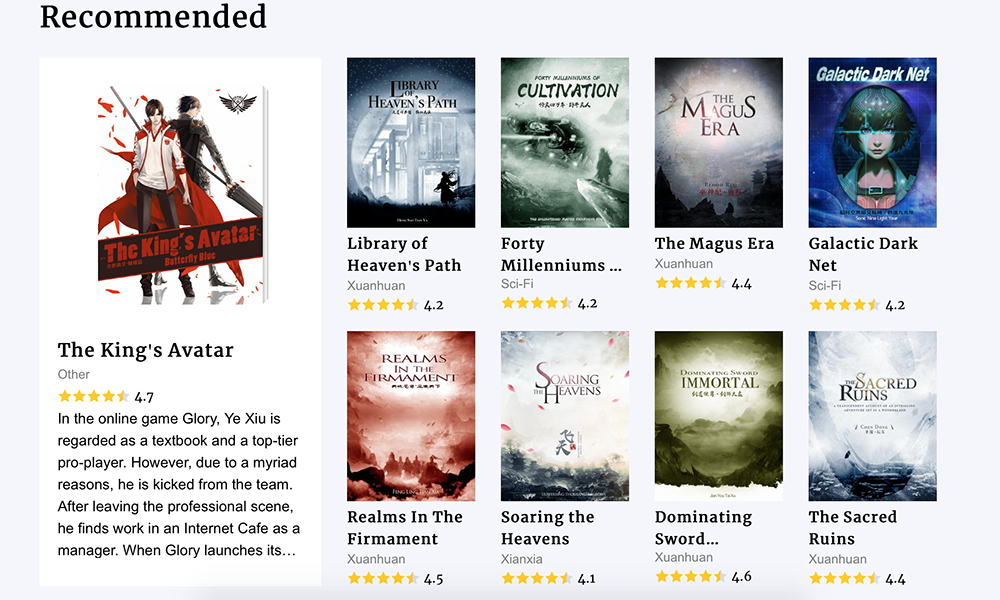 Recommended
The King's Avatar
Butterfly Blue
The King's Avatar
Other
4.7
In the online game Glory, Ye Xiu is
regarded as a textbook and a top-tier
pro-player. However, due to a myriad
reasons, he is kicked from the team.
After leaving the professional scene,
he finds work in an Internet Cafe as a
manager. When Glory launches its…
LIBRARY
OF
HEAVEN'S PATH
Library of
Heaven's Path
Xuanhuan
4.2
FORTY MILLENNIUMS OF
CULTIVATION
Forty
Millenniums ...
Sci-Fi
4.2
THE
MAGUS
ERA
The Magus Era
Xuanhuan
4.4
Galactic Dark Net
Galactic Dark
Net
Sci-Fi
4.2
REALMS
IN THE
FIRMAMENT
Realms In The
Firmament
Xuanhuan
4.5
SOARING
THE HEAVENS
飞
天
Soaring the
Heavens
Xianxia
4.1
DOMINATING SWORD
IMMORTAL
Dominating
Sword...
Xuanhuan
4.6
THE SACRED
RUINS
CHEN DONG
The Sacred
Ruins
Xuanhuan
4.4